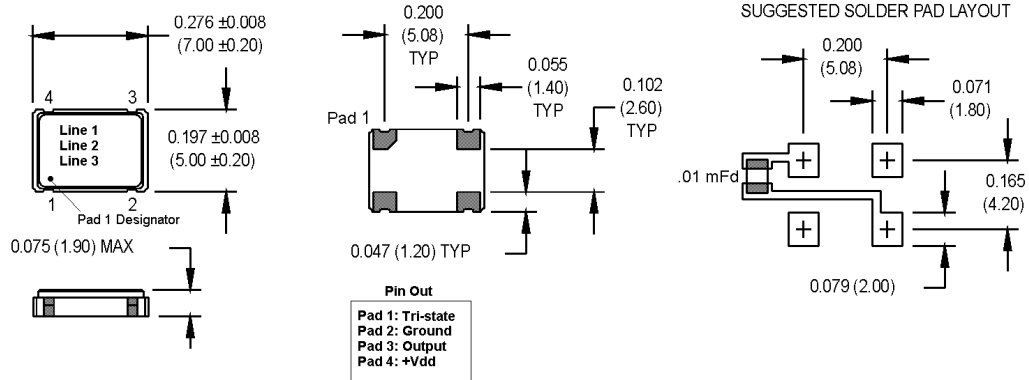 0.276 ±0.008
(7.00 ±0.20)
4
3
Line 1
Line 2
Line 3
1
2
Pad 1 Designator
0.197 ±0.008
(5.00 ±0.20)
0.075 (1.90) MAX
0.200
(5.08)
TYP
0.055
(1.40)
TYP
0.102
(2.60)
TYP
Pad 1
0.047 (1.20) TYP
Pin Out
Pad 1: Tri-state
Pad 2: Ground
Pad 3: Output
Pad 4: +Vdd
SUGGESTED SOLDER PAD LAYOUT
0.200
(5.08)
0.071
(1.80)
.01 mFd
0.165
(4.20)
0.079 (2.00)